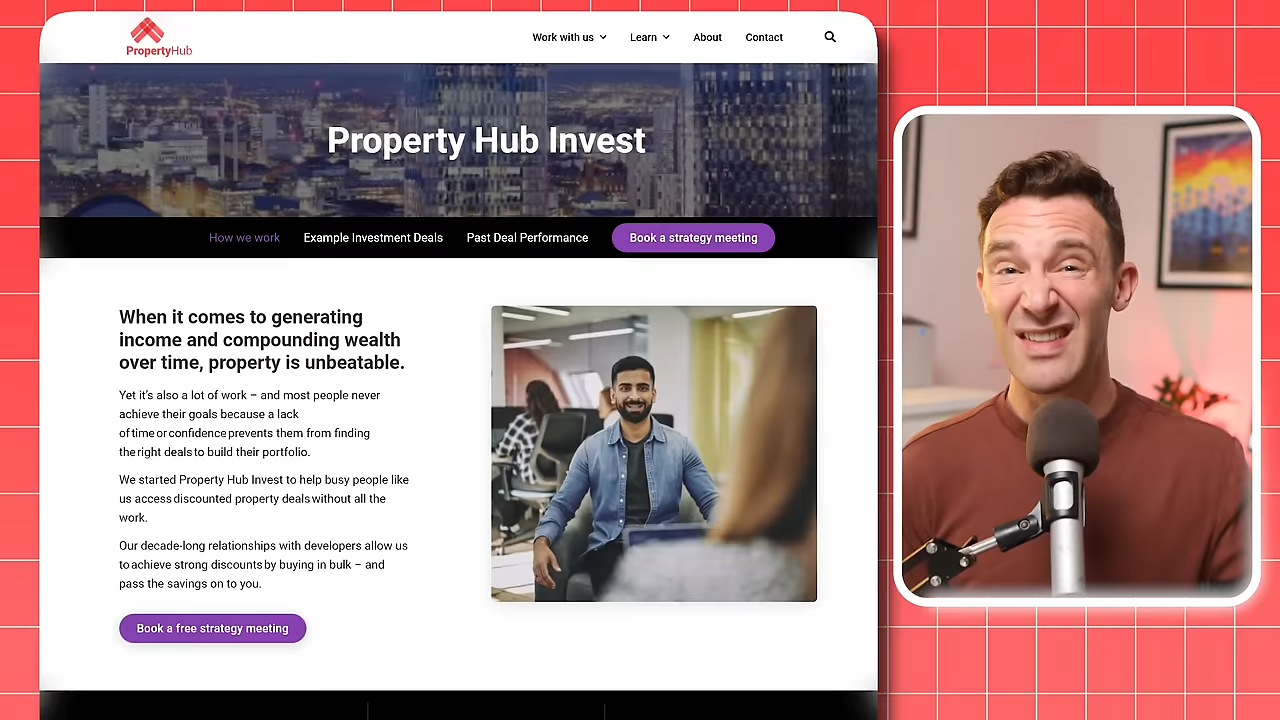 PropertyHub
Work with us
Learn
About
Contact
Property Hub Invest
How we work
Example Investment Deals
Past Deal Performance
Book a strategy meeting
When it comes to generating
income and compounding wealth
over time, property is unbeatable.
Yet it's also a lot of work – and most people never
achieve their goals because a lack
of time or confidence prevents them from finding
the right deals to build their portfolio.
We started Property Hub Invest to help busy people like
us access discounted property deals without all the
work.
Our decade-long relationships with developers allow us
to achieve strong discounts by buying in bulk – and
pass the savings on to you.
Book a free strategy meeting